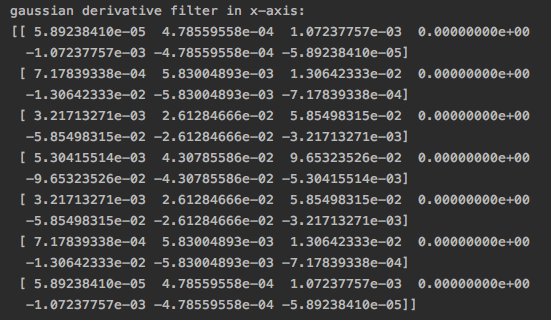 gaussian derivative filter in x-axis:
[[ 5.89238410e-05 4.78559558e-04 1.07237757e-03 0.00000000e+00
-1.07237757e-03 -4.78559558e-04 -5.89238410e-05]
[ 7.17839338e-04 5.83004893e-03 1.30642333e-02 0.00000000e+00
-1.30642333e-02 -5.83004893e-03 -7.17839338e-04]
[ 3.21713271e-03 2.61284666e-02 5.85498315e-02 0.00000000e+00
-5.85498315e-02 -2.61284666e-02 -3.21713271e-03]
[ 5.30415514e-03 4.30785586e-02 9.65323526e-02 0.00000000e+00
-9.65323526e-02 -4.30785586e-02 -5.30415514e-03]
[ 3.21713271e-03 2.61284666e-02 5.85498315e-02 0.00000000e+00
-5.85498315e-02 -2.61284666e-02 -3.21713271e-03]
[ 7.17839338e-04 5.83004893e-03 1.30642333e-02 0.00000000e+00
-1.30642333e-02 -5.83004893e-03 -7.17839338e-04]
[ 5.89238410e-05 4.78559558e-04 1.07237757e-03 0.00000000e+00
-1.07237757e-03 -4.78559558e-04 -5.89238410e-05]]